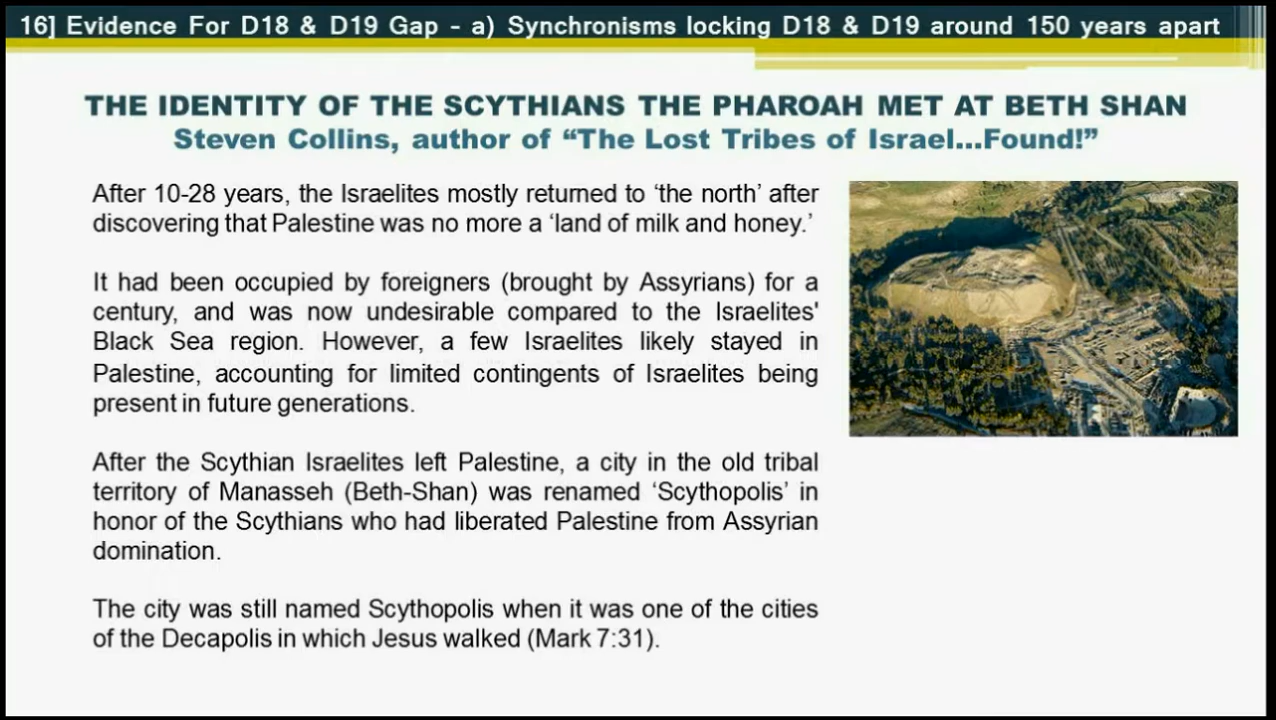 16] Evidence For D18 & D19 Gap - a) Synchronisms locking D18 & D19 around 150 years apart
THE IDENTITY OF THE SCYTHIANS THE PHAROAH MET AT BETH SHAN
Steven Collins, author of “The Lost Tribes of Israel…Found!”
After 10-28 years, the Israelites mostly returned to ‘the north’ after
discovering that Palestine was no more a ‘land of milk and honey.’
It had been occupied by foreigners (brought by Assyrians) for a
century, and was now undesirable compared to the Israelites'
Black Sea region. However, a few Israelites likely stayed in
Palestine, accounting for limited contingents of Israelites being
present in future generations.
After the Scythian Israelites left Palestine, a city in the old tribal
territory of Manasseh (Beth-Shan) was renamed ‘Scythopolis’ in
honor of the Scythians who had liberated Palestine from Assyrian
domination.
The city was still named Scythopolis when it was one of the cities
of the Decapolis in which Jesus walked (Mark 7:31).